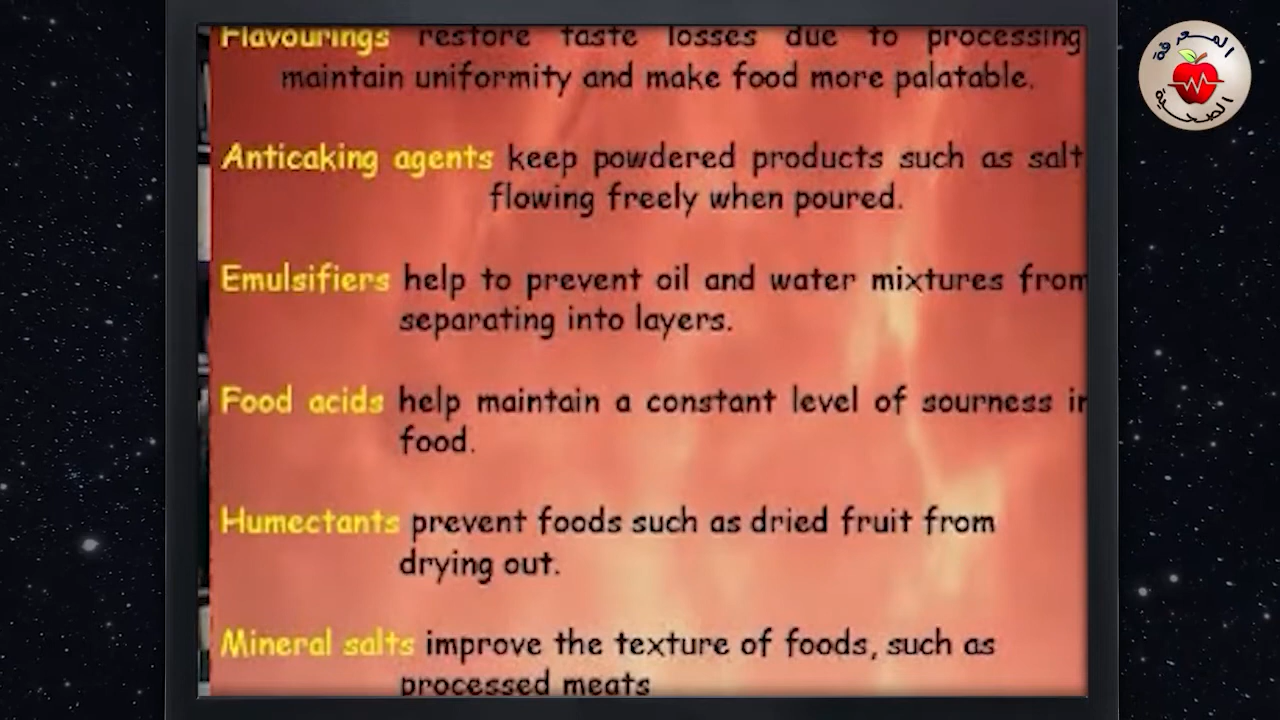 Flavourings restore taste losses due to processing
maintain uniformity and make food more palatable.
Anticaking agents keep powdered products such as salt
flowing freely when poured.
Emulsifiers help to prevent oil and water mixtures from
separating into layers.
Food acids help maintain a constant level of sourness in
food.
Humectants prevent foods such as dried fruit from
drying out.
Mineral salts improve the texture of foods, such as
processed meats
المعرفة
الصحية